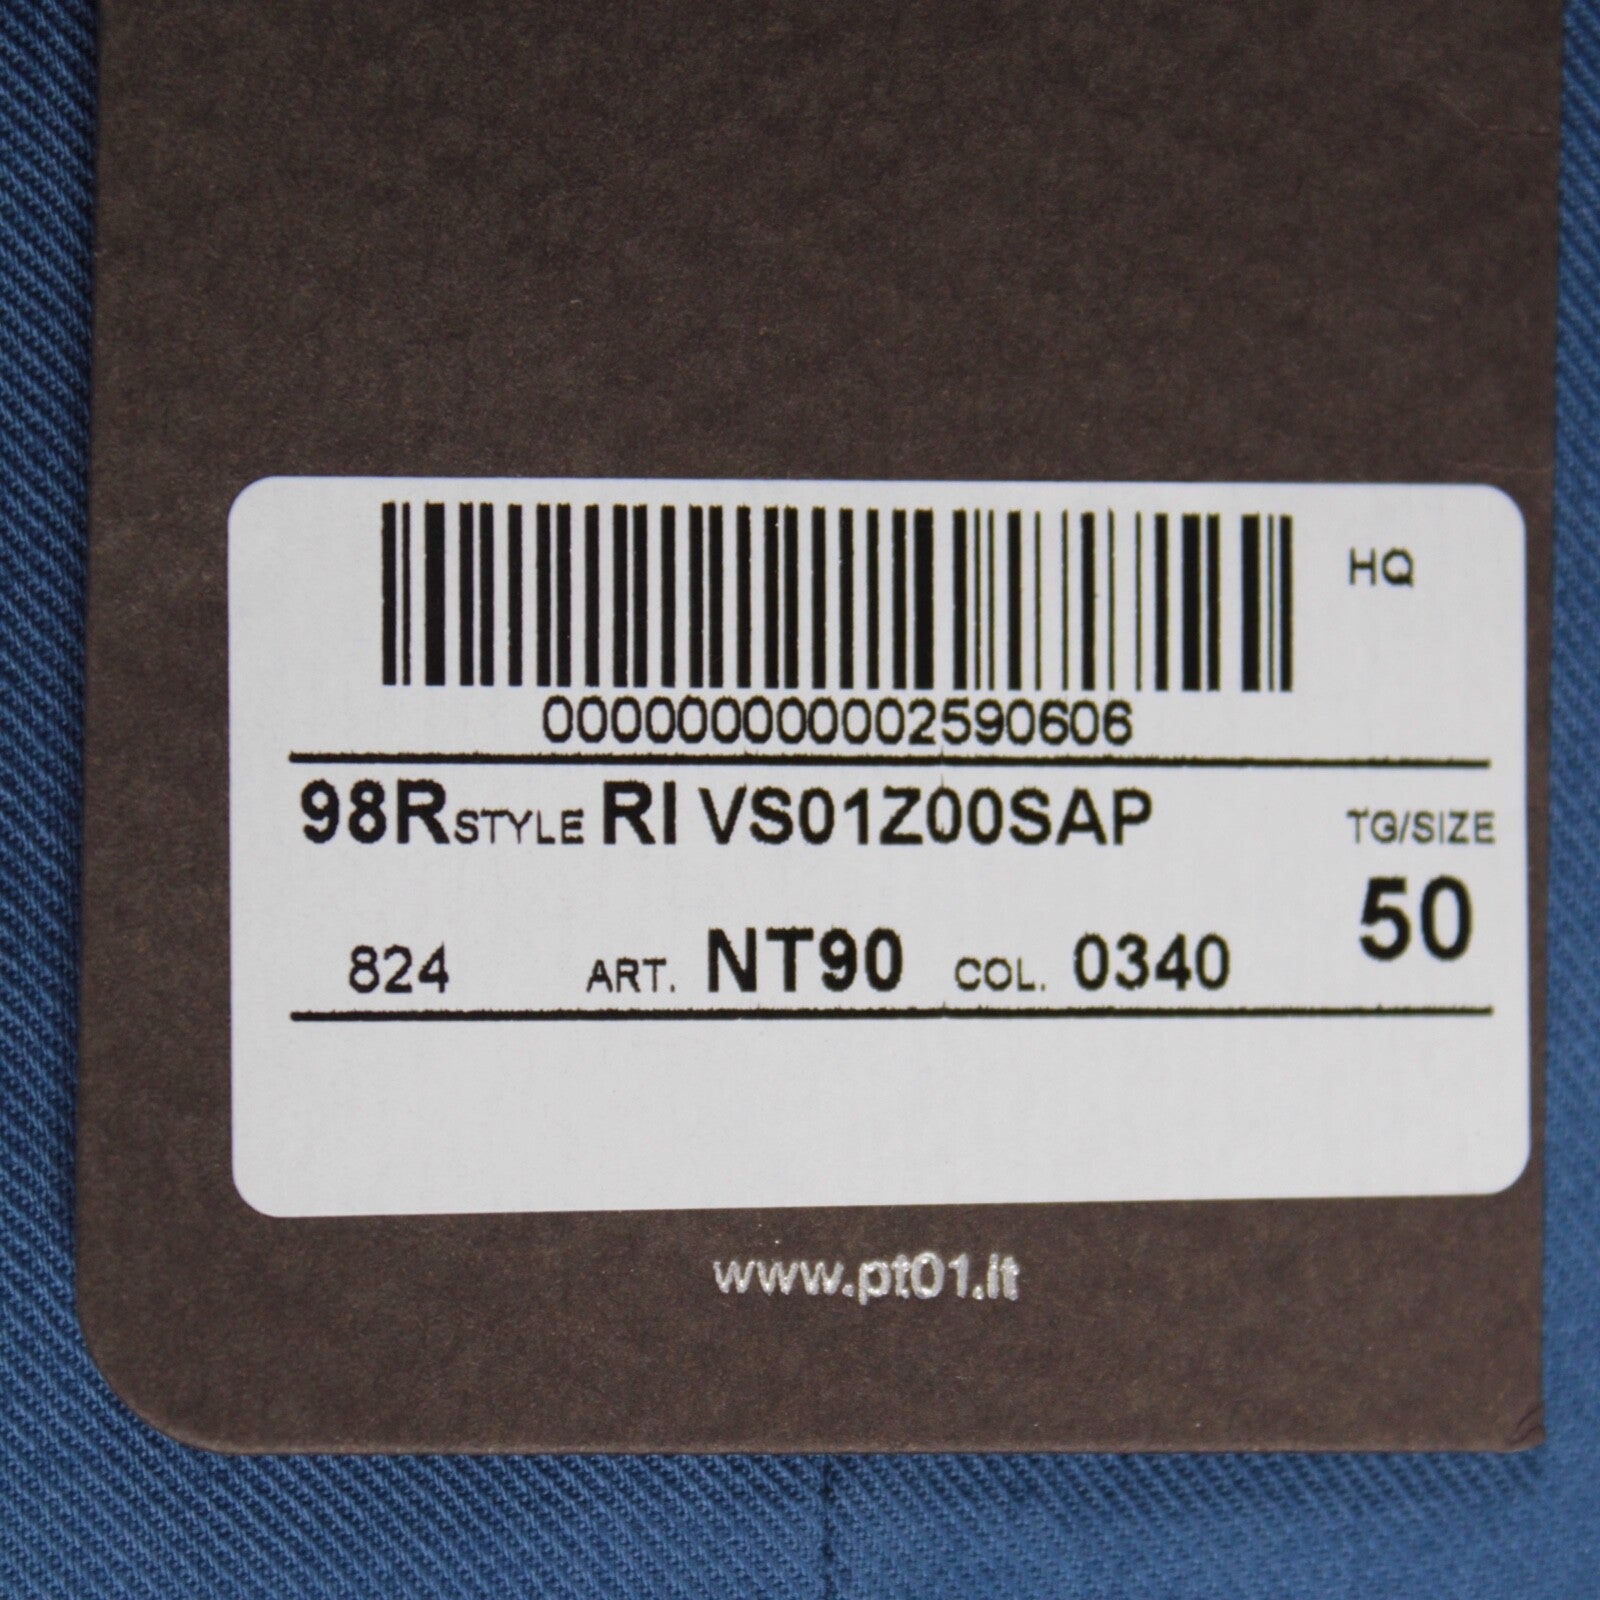 HQ
000000000002590606
98R STYLE RI VS01Z00SAP TG/SIZE
50
824 ART. NT90 COL. 0340
www.pt01.it